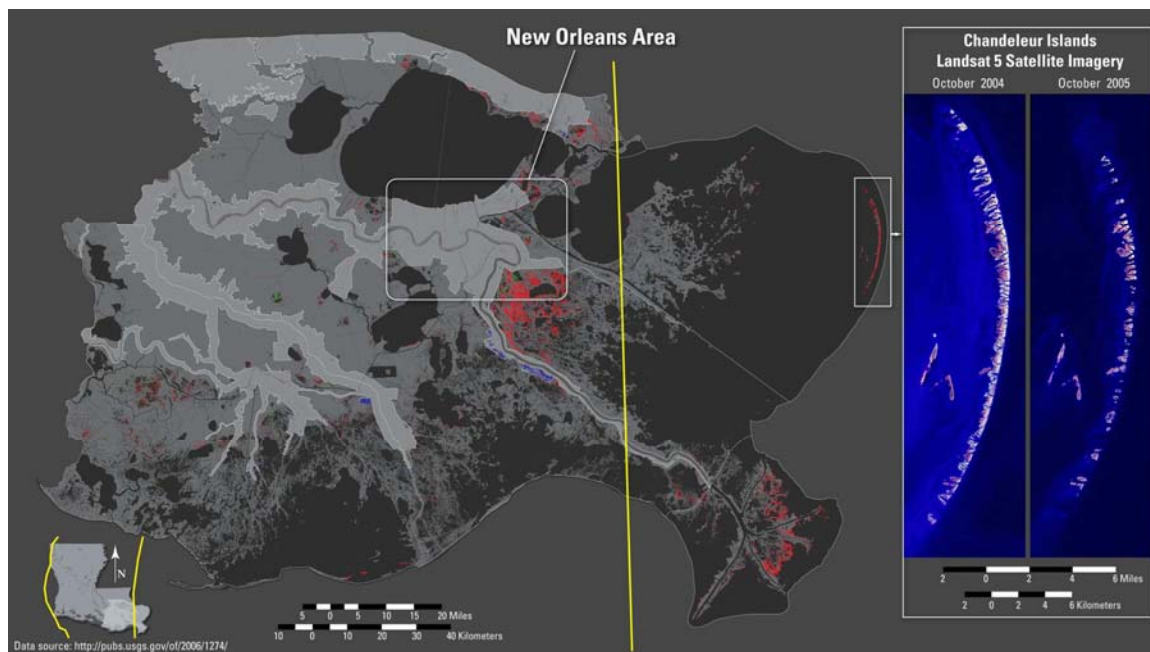 New Orleans Area
Chandeleur Islands
Landsat 5 Satellite Imagery
October 2004
October 2005
N
5 0 5 10 15 20 Miles
10 0 10 20 30 40 Kilometers
2 0 2 4 6 Miles
2 0 2 4 6 Kilometers
Data source: http://pubs.usgs.gov/of/2006/1274/